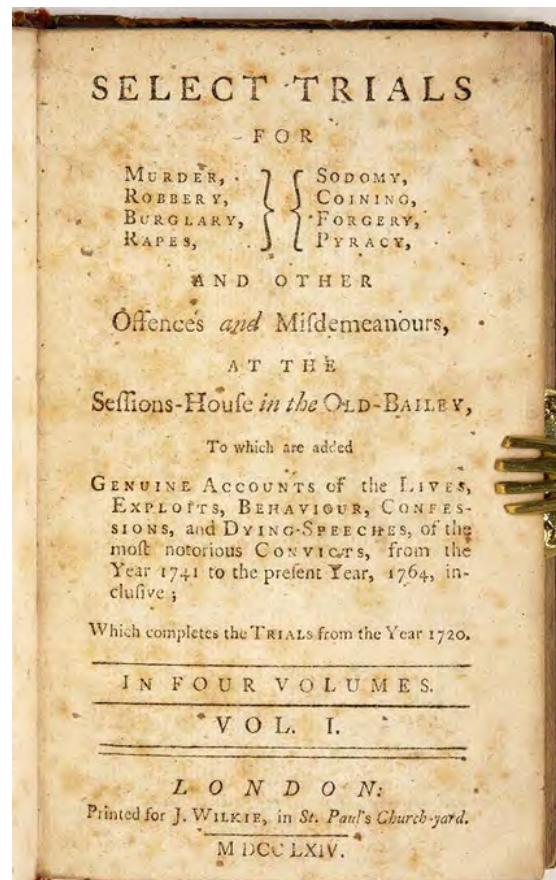 SELECT TRIALS
FOR
MURDER, SODOMY,
ROBBERY, COINING,
BURGLARY, FORGERY,
RAPES, PYRACY,
AND OTHER
Offences and Miſdemeanours,
AT THE
Seſſions-Houſe in the OLD-BAILEY,
To which are added
GENUINE ACCOUNTS of the LIVES,
EXPLOITS, BEHAVIOUR, CONFES-
SIONS, and DYING-SPEECHES, of the
moſt notorious CONVICTS, from the
Year 1741 to the preſent Year, 1764, in-
cluſive;
Which completes the TRIALS from the Year 1720.
IN FOUR VOLUMES.
VOL. I.
LONDON:
Printed for J. WILKIE, in St. Paul's Church-yard.
M DCC LXIV.